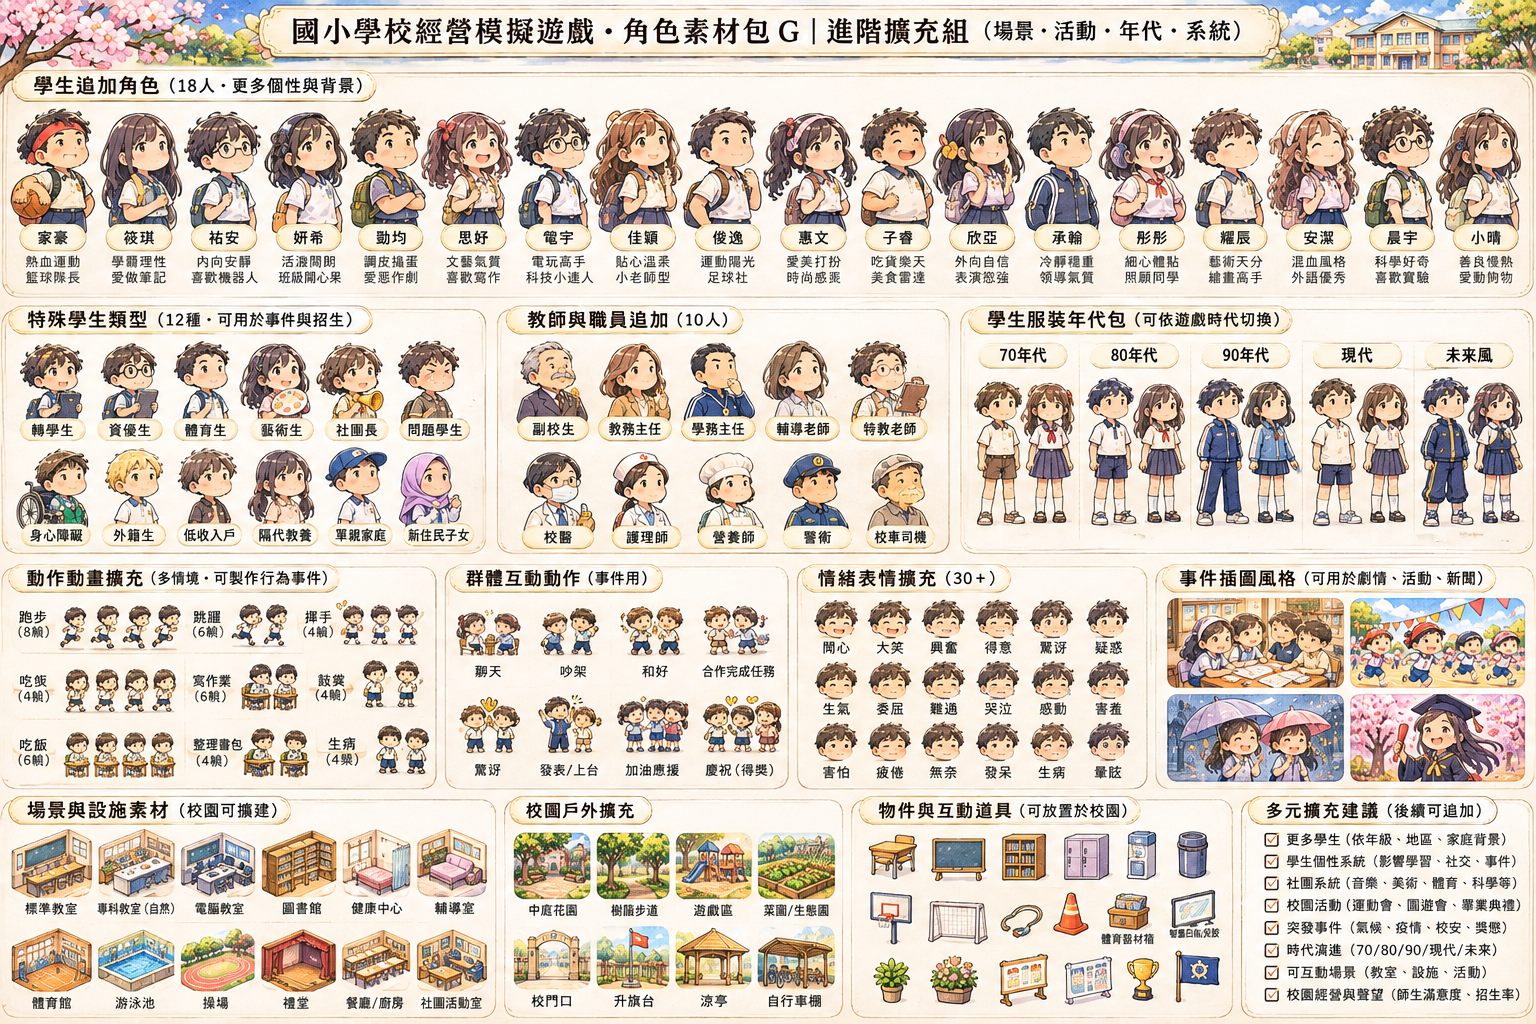 國小學校經營模擬遊戲・角色素材包 G｜進階擴充組（場景・活動・年代・系統）
學生追加角色（18人・更多個性與背景）
家豪 筱琪 祐安 妍希 勁均 思妤 電宇 佳穎 俊逸 惠文 子睿 欣亞 承翰 彤彤 耀辰 安潔 晨宇 小晴
熱血運動 學霸理性 內向安靜 活潑開朗 調皮搗蛋 文藝氣質 電玩高手 貼心溫柔 運動陽光 愛美打扮 吃貨樂天 外向自信 冷靜穩重 細心體貼 藝術天分 混血風格 科學好奇 善良慢熱
籃球隊長 愛做筆記 喜歡機器人 班級開心果 愛惡作劇 喜歡寫作 科技小達人 小老師型 足球社 時尚感 美食雷達 表演慾強 領導氣質 照顧同學 繪畫高手 外語優秀 喜歡實驗 愛動物
特殊學生類型（12種・可用於事件與招生）
轉學生 資優生 體育生 藝術生 社團長 問題學生
身心障礙 外籍生 低收入戶 隔代教養 單親家庭 新住民子女
教師與職員追加（10人）
副校生 教務主任 學務主任 輔導老師 特教老師
校醫 護理師 營養師 警術 校車司機
學生服裝年代包（可依遊戲時代切換）
70年代 80年代 90年代 現代 未來風
動作動畫擴充（多情境・可製作行為事件）
跑步 跳躍 揮手
（8幀） （6幀） （4幀）
吃飯 寫作業 鼓掌
（4幀） （6幀） （4幀）
吃飯 整理書包 生病
（6幀） （4幀）
群體互動動作（事件用）
聊天 吵架 和好 合作完成任務
驚訝 發表/上台 加油應援 慶祝（得獎）
情緒表情擴充（30+）
開心 大笑 興奮 得意 驚訝 疑惑
生氣 委屈 難過 哭泣 感動 害羞
害怕 疲倦 無奈 發呆 生病 暈眩
事件插圖風格（可用於劇情、活動、新聞）
場景與設施素材（校園可擴建）
標準教室 專科教室（自然） 電腦教室 圖書館 健康中心 輔導室
體育館 游泳池 操場 禮堂 餐廳/廚房 社團活動室
校園戶外擴充
中庭花園 樹蔭步道 遊戲區 菜圃/生態園
校門口 升旗台 涼亭 自行車棚
物件與互動道具（可放置於校園）
體育器材箱
多元擴充建議（後續可追加）
更多學生（依年級、地區、家庭背景）
學生個性系統（影響學習、社交、事件）
社團系統（音樂、美術、體育、科學等）
校園活動（運動會、園遊會、畢業典禮）
突發事件（氣候、疫情、校安、獎懲）
時代演進（70/80/90/現代/未來）
可互動場景（教室、設施、活動）
校園經營與聲望（師生滿意度、招生率）